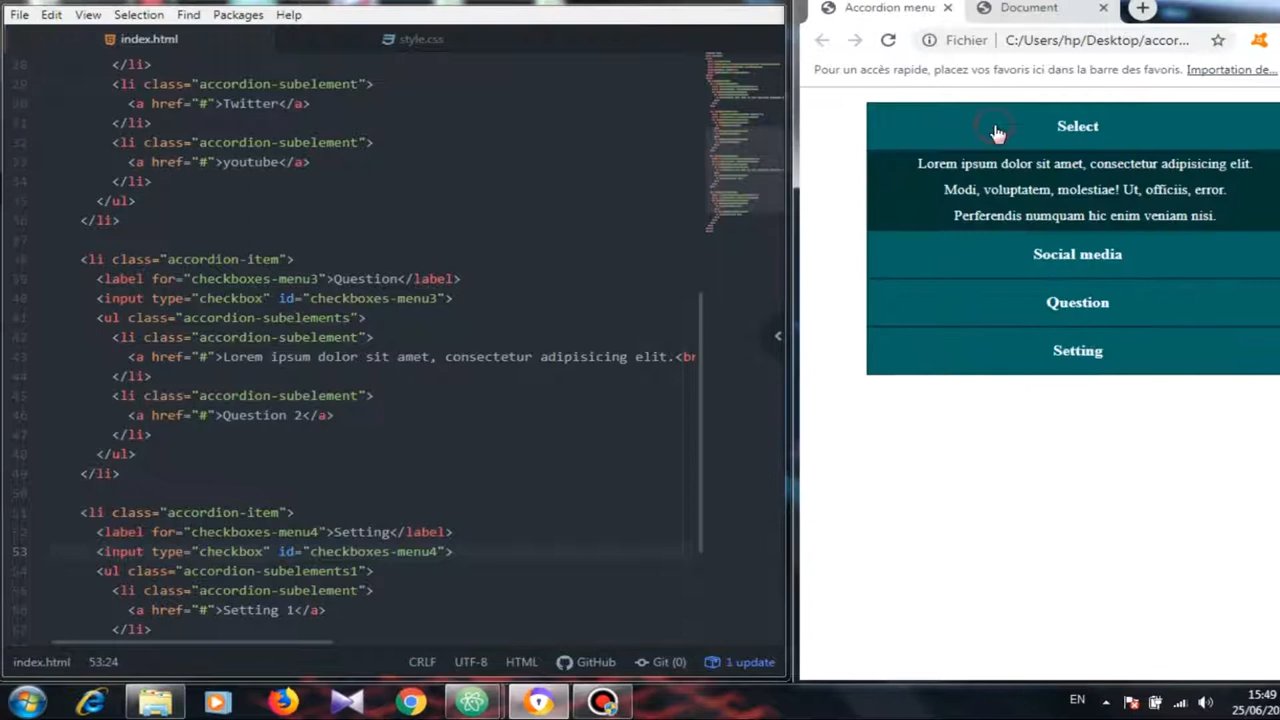 File Edit View Selection Find Packages Help
index.html
style.css
</li>
<li class="accordion-subelement">
<a href="#">Twitter</a>
</li>
<li class="accordion-subelement">
<a href="#">youtube</a>
</li>
</ul>
</li>
<li class="accordion-item">
<label for="checkboxes-menu3">Question</label>
<input type="checkbox" id="checkboxes-menu3">
<ul class="accordion-subelements">
<li class="accordion-subelement">
<a href="#">Lorem ipsum dolor sit amet, consectetur adipisicing elit.<br
</li>
<li class="accordion-subelement">
<a href="#">Question 2</a>
</li>
</ul>
</li>
<li class="accordion-item">
<label for="checkboxes-menu4">Setting</label>
53 <input type="checkbox" id="checkboxes-menu4">
<ul class="accordion-subelements1">
<li class="accordion-subelement">
<a href="#">Setting 1</a>
</li>
index.html 53:24 CRLF UTF-8 HTML GitHub Git (0) 1 update
Accordion menu
Document
Fichier C:/Users/hp/Desktop/accor...
Pour un accès rapide, placez vos favoris ici dans la barre des favoris. Importation de...
Select
Lorem ipsum dolor sit amet, consectetur adipisicing elit.
Modi, voluptatem, molestiae! Ut, officiis, error.
Perferendis numquam hic enim veniam nisi.
Social media
Question
Setting
EN
15:49
25/06/20